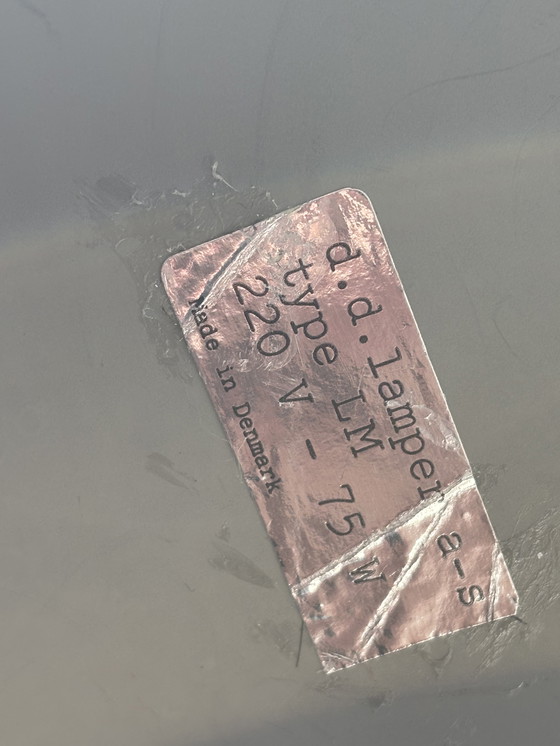 d.d.lamper a-s
type LM
220 V - 75 W
Made in Denmark